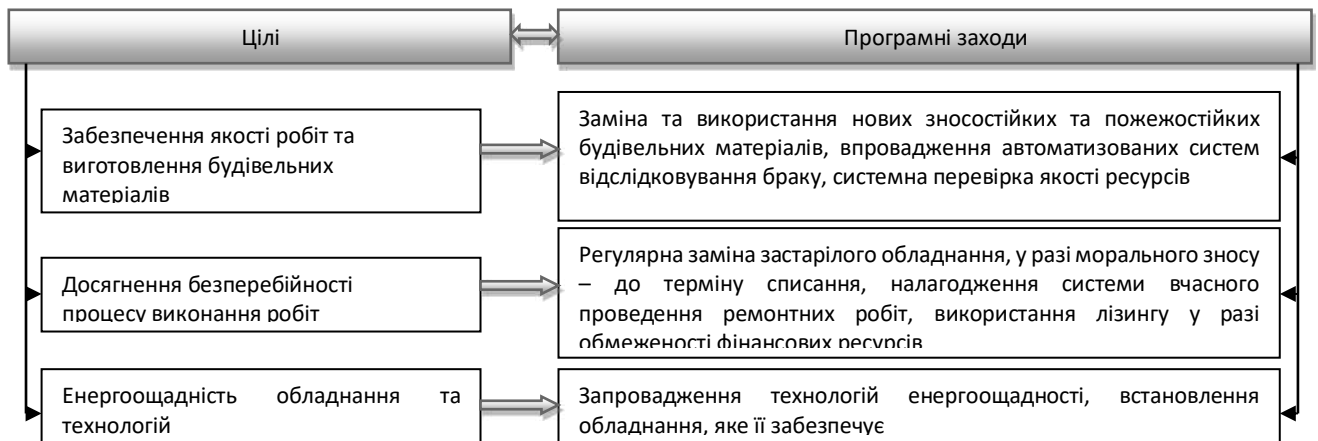 Цілі
Програмні заходи
Забезпечення якості робіт та
виготовлення будівельних
матеріалів
Заміна та використання нових зносостійких та пожежостійких
будівельних матеріалів, впровадження автоматизованих систем
відслідковування браку, системна перевірка якості ресурсів
Досягнення безперебійності
процесу виконання робіт
Регулярна заміна застарілого обладнання, у разі морального зносу
– до терміну списання, налагодження системи вчасного
проведення ремонтних робіт, використання лізингу у разі
обмеженості фінансових ресурсів
Енергоощадність обладнання та
технологій
Запровадження технологій енергоощадності, встановлення
обладнання, яке її забезпечує